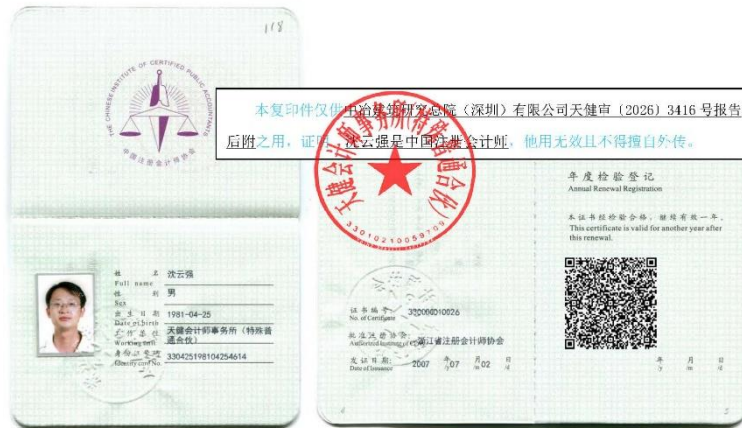 118
THE CHINESE INSTITUTE OF CERTIFIED PUBLIC ACCOUNTANTS
中国注册会计师协会
姓 名 沈云强
Full name
性 别 男
Sex
出生日期 1981-04-25
Date of birth
工作单位 天健会计师事务所（特殊普通合伙）
Working unit
身份证号码 330425198104254614
Identity card No.
本复印件仅供中冶建筑研究总院（深圳）有限公司天健审（2026）3416 号报告
后附之用，证明 沈云强是中国注册会计师，他用无效且不得擅自外传。
天健会计师事务所(特殊普通合伙)
33010210059709
证书编号： 330000010026
No. of Certificate
批准注册协会： 浙江省注册会计师协会
Authorized Institute of CPAs
发证日期： 2007 年 07 月 02 日
Date of Issuance /y /m /d
年度检验登记
Annual Renewal Registration
本证书经检验合格，继续有效一年。
This certificate is valid for another year after
this renewal.
年 月 日
/y /m /d
4
5